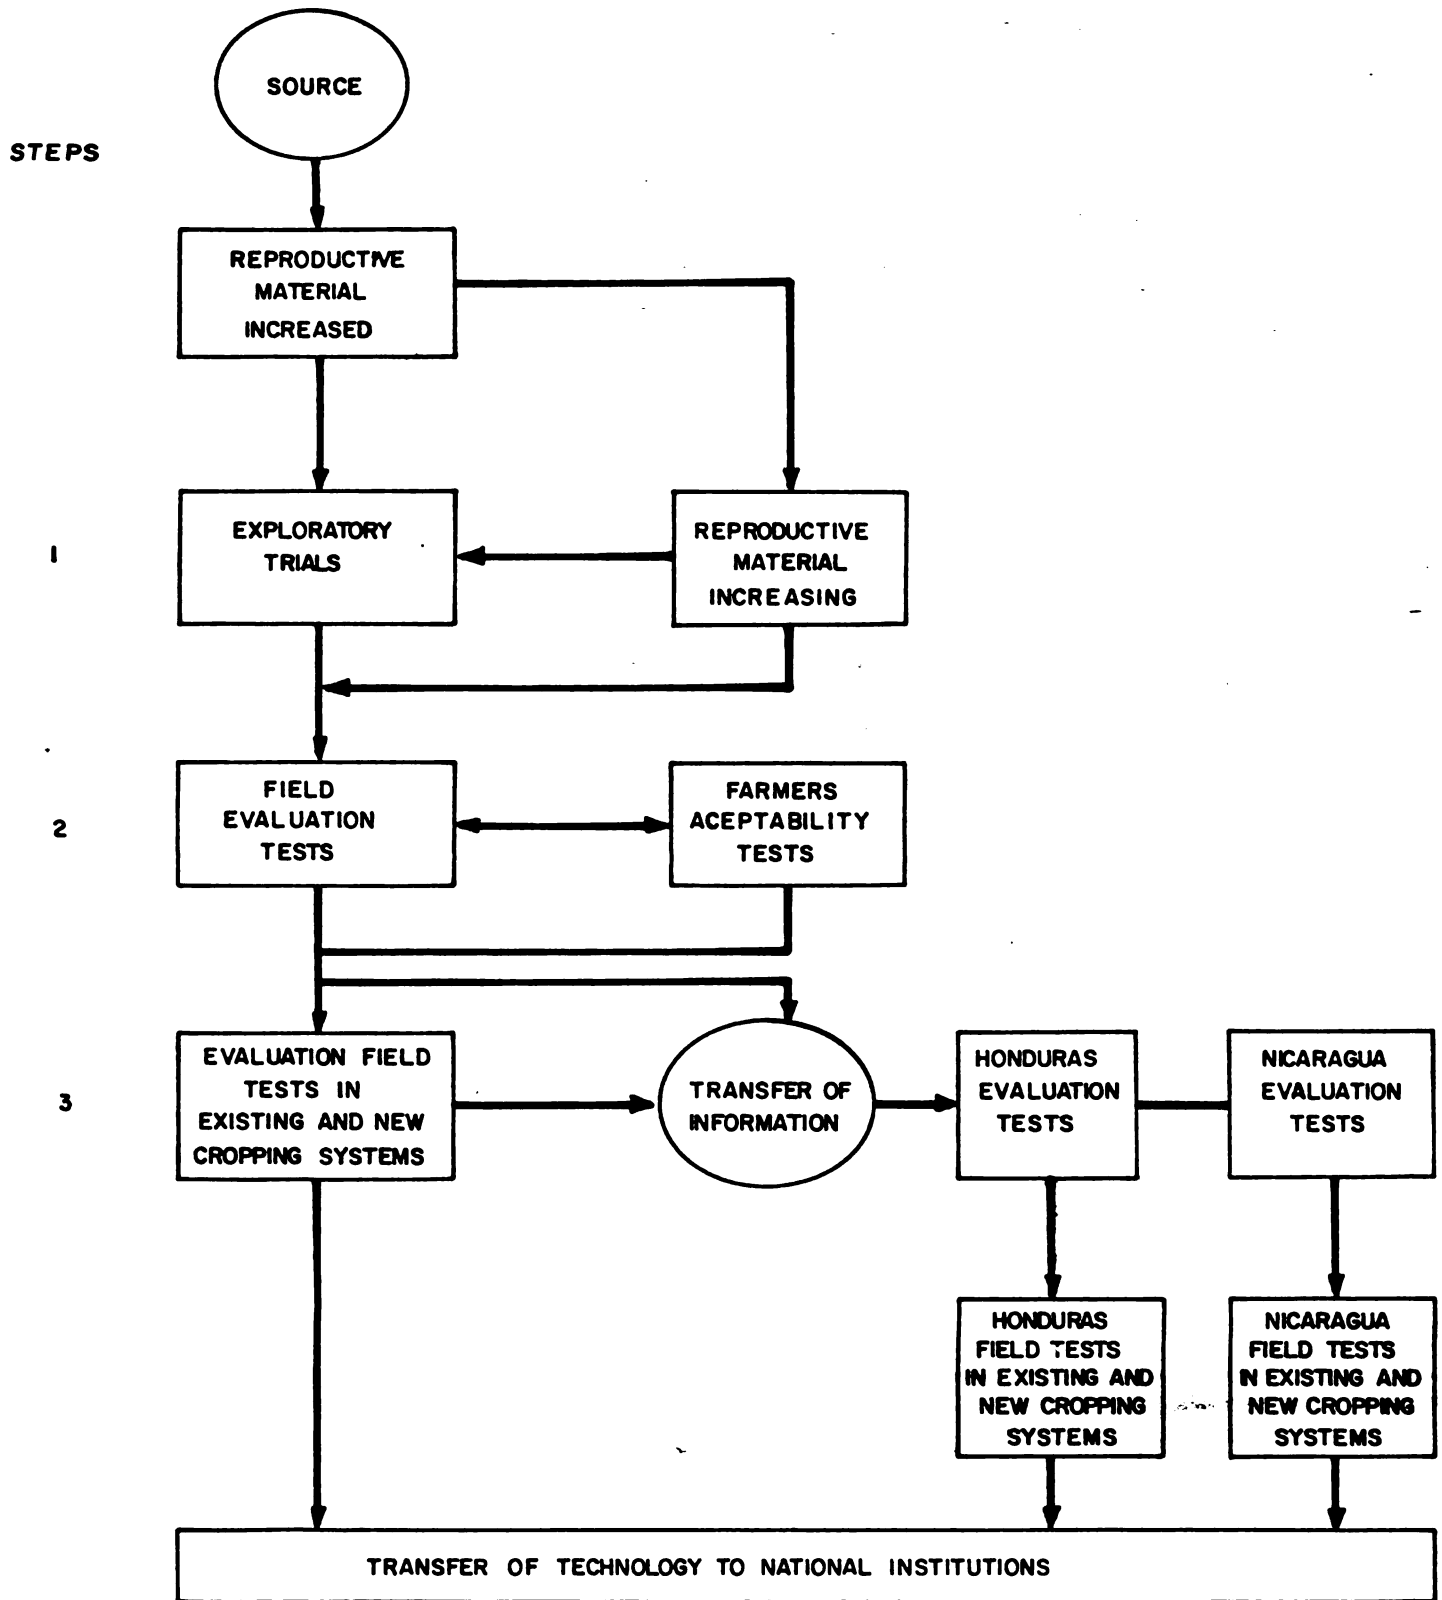 SOURCE
STEPS
REPRODUCTIVE
MATERIAL
INCREASED
1
EXPLORATORY
TRIALS
REPRODUCTIVE
MATERIAL
INCREASING
2
FIELD
EVALUATION
TESTS
FARMERS
ACEPTABILITY
TESTS
3
EVALUATION FIELD
TESTS IN
EXISTING AND NEW
CROPPING SYSTEMS
TRANSFER OF
INFORMATION
HONDURAS
EVALUATION
TESTS
NICARAGUA
EVALUATION
TESTS
HONDURAS
FIELD TESTS
IN EXISTING AND
NEW CROPPING
SYSTEMS
NICARAGUA
FIELD TESTS
IN EXISTING AND
NEW CROPPING
SYSTEMS
TRANSFER OF TECHNOLOGY TO NATIONAL INSTITUTIONS